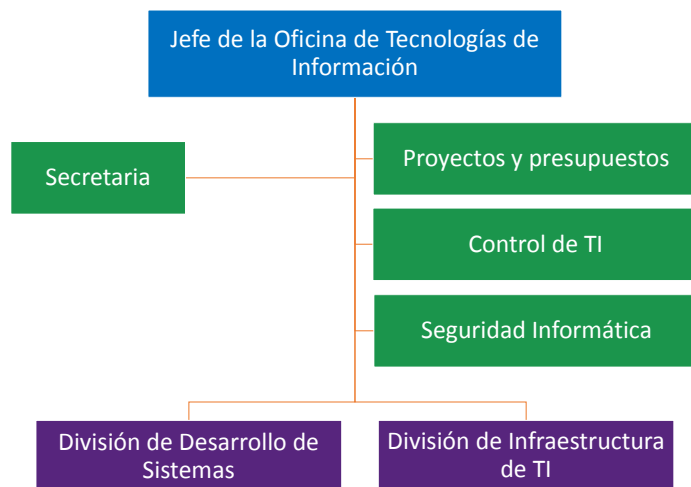 Jefe de la Oficina de Tecnologías de
Información
Secretaria
Proyectos y presupuestos
Control de TI
Seguridad Informática
División de Desarrollo de
Sistemas
División de Infraestructura
de TI